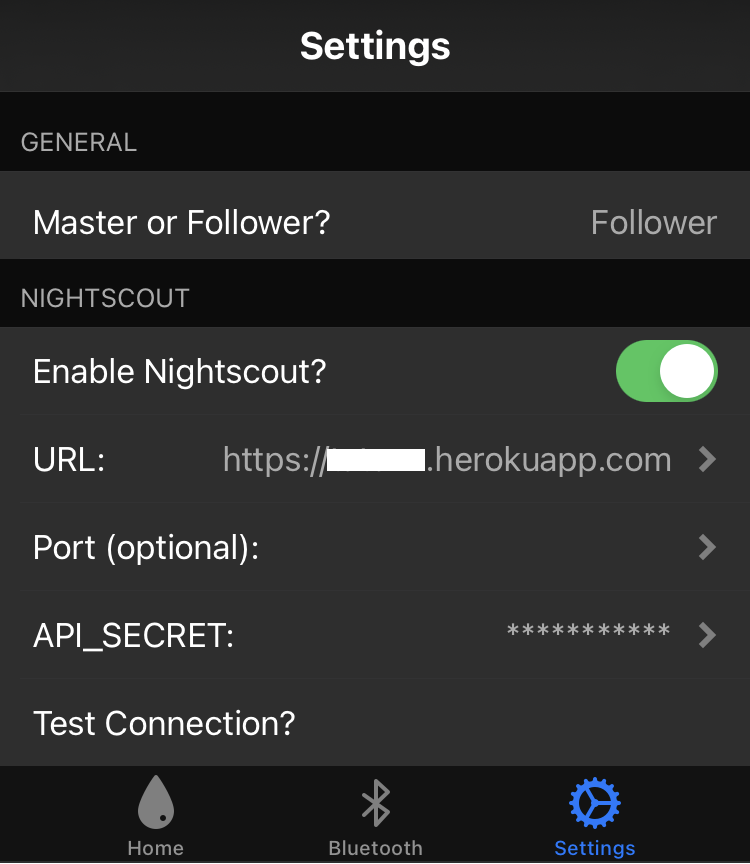 Settings
GENERAL
Master or Follower? Follower
NIGHTSCOUT
Enable Nightscout?
URL: https://.herokuapp.com
Port (optional):
API_SECRET: ***********
Test Connection?
Home Bluetooth Settings